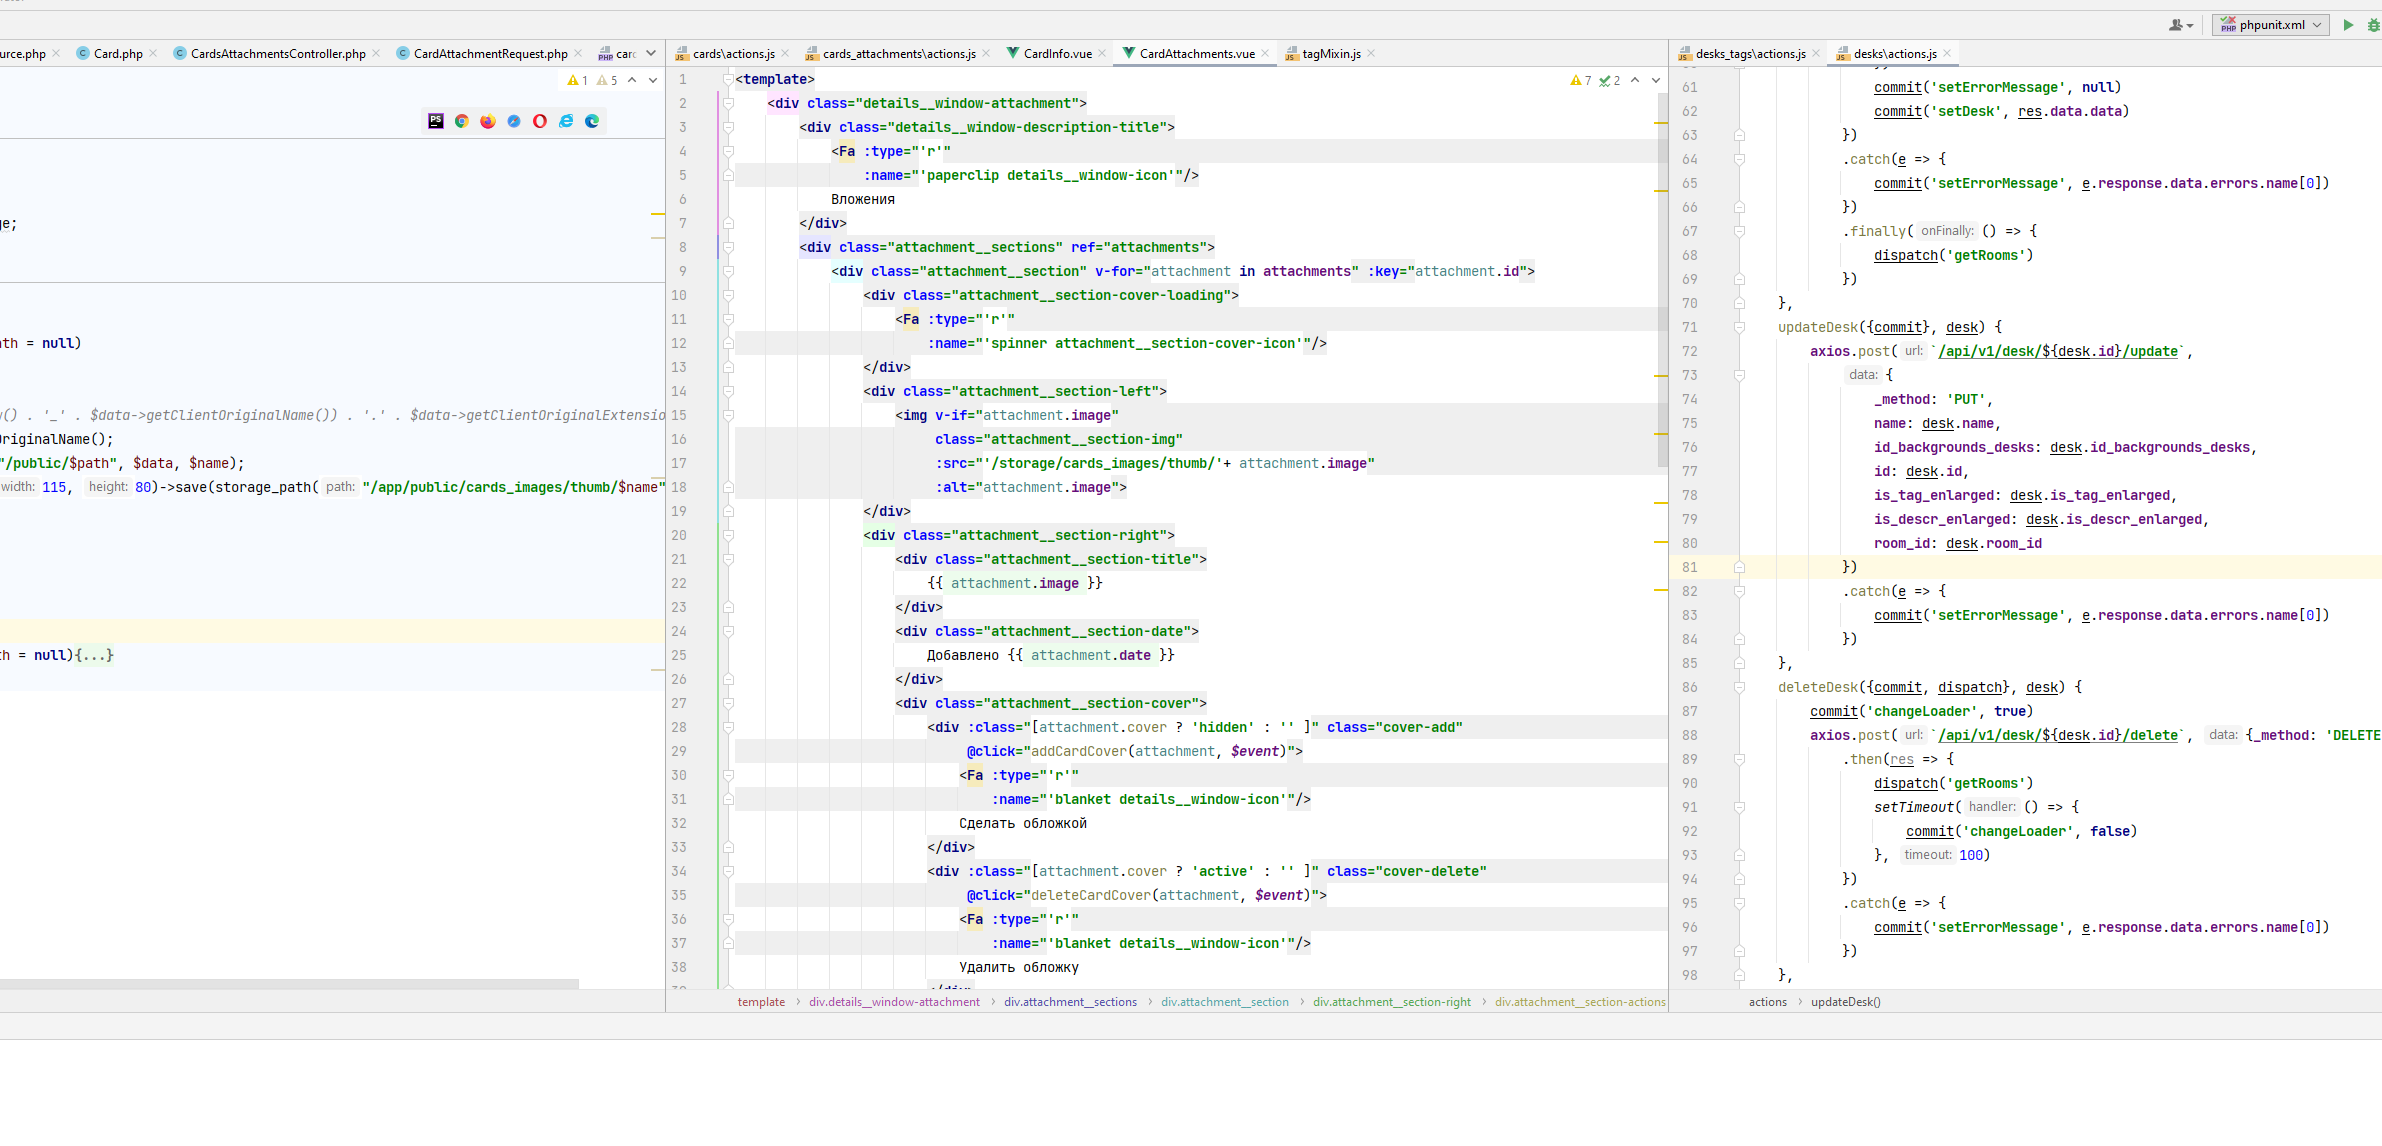 phpunit.xml
urce.php
Card.php
CardsAttachmentsController.php
CardAttachmentRequest.php
carc
cards\actions.js
cards_attachments\actions.js
CardInfo.vue
CardAttachments.vue
tagMixin.js
desks_tags\actions.js
desks\actions.js
1 5
ge;
th = null)
() . '_' . $data->getClientOriginalName()) . '.' . $data->getClientOriginalExtensio
riginalName();
"/public/$path", $data, $name);
width: 115, height: 80)->save(storage_path( path: "/app/public/cards_images/thumb/$name"
th = null){...}
7 2
1 <template>
2 <div class="details__window-attachment">
3 <div class="details__window-description-title">
4 <Fa :type="'r'"
5 :name="'paperclip details__window-icon'"/>
6 Вложения
7 </div>
8 <div class="attachment__sections" ref="attachments">
9 <div class="attachment__section" v-for="attachment in attachments" :key="attachment.id">
10 <div class="attachment__section-cover-loading">
11 <Fa :type="'r'"
12 :name="'spinner attachment__section-cover-icon'"/>
13 </div>
14 <div class="attachment__section-left">
15 <img v-if="attachment.image"
16 class="attachment__section-img"
17 :src="'/storage/cards_images/thumb/'+ attachment.image"
18 :alt="attachment.image">
19 </div>
20 <div class="attachment__section-right">
21 <div class="attachment__section-title">
22 {{ attachment.image }}
23 </div>
24 <div class="attachment__section-date">
25 Добавлено {{ attachment.date }}
26 </div>
27 <div class="attachment__section-cover">
28 <div :class="[attachment.cover ? 'hidden' : '' ]" class="cover-add"
29 @click="addCardCover(attachment, $event)">
30 <Fa :type="'r'"
31 :name="'blanket details__window-icon'"/>
32 Сделать обложкой
33 </div>
34 <div :class="[attachment.cover ? 'active' : '' ]" class="cover-delete"
35 @click="deleteCardCover(attachment, $event)">
36 <Fa :type="'r'"
37 :name="'blanket details__window-icon'"/>
38 Удалить обложку
template › div.details__window-attachment › div.attachment__sections › div.attachment__section › div.attachment__section-right › div.attachment__section-actions
61 commit('setErrorMessage', null)
62 commit('setDesk', res.data.data)
63 })
64 .catch(e => {
65 commit('setErrorMessage', e.response.data.errors.name[0])
66 })
67 .finally( onFinally: () => {
68 dispatch('getRooms')
69 })
70 },
71 updateDesk({commit}, desk) {
72 axios.post( url: `/api/v1/desk/${desk.id}/update`,
73 data: {
74 _method: 'PUT',
75 name: desk.name,
76 id_backgrounds_desks: desk.id_backgrounds_desks,
77 id: desk.id,
78 is_tag_enlarged: desk.is_tag_enlarged,
79 is_descr_enlarged: desk.is_descr_enlarged,
80 room_id: desk.room_id
81 })
82 .catch(e => {
83 commit('setErrorMessage', e.response.data.errors.name[0])
84 })
85 },
86 deleteDesk({commit, dispatch}, desk) {
87 commit('changeLoader', true)
88 axios.post( url: `/api/v1/desk/${desk.id}/delete`, data: {_method: 'DELETE
89 .then(res => {
90 dispatch('getRooms')
91 setTimeout( handler: () => {
92 commit('changeLoader', false)
93 }, timeout: 100)
94 })
95 .catch(e => {
96 commit('setErrorMessage', e.response.data.errors.name[0])
97 })
98 },
actions › updateDesk()